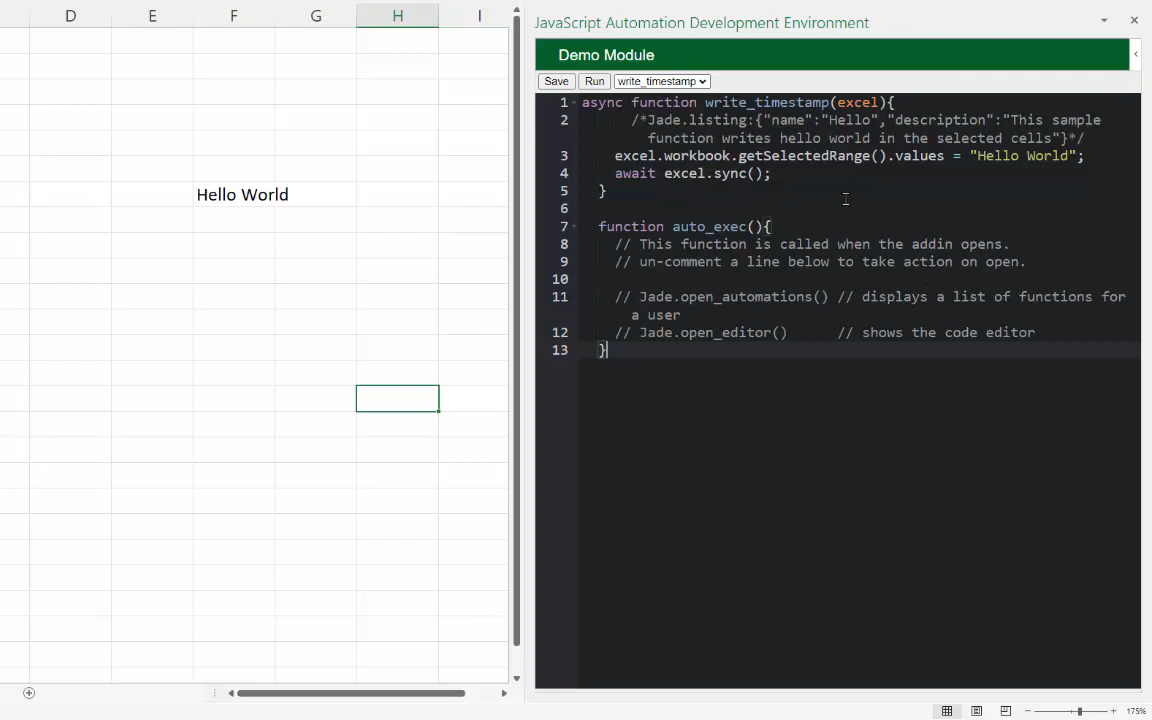 D E F G H I
Hello World
175%
JavaScript Automation Development Environment
Demo Module
Save Run write_timestamp
1 async function write_timestamp(excel){
2 /*Jade.listing:{"name":"Hello","description":"This sample
function writes hello world in the selected cells"}*/
3 excel.workbook.getSelectedRange().values = "Hello World";
4 await excel.sync();
5 }
6
7 function auto_exec(){
8 // This function is called when the addin opens.
9 // un-comment a line below to take action on open.
10
11 // Jade.open_automations() // displays a list of functions for
a user
12 // Jade.open_editor() // shows the code editor
13 }